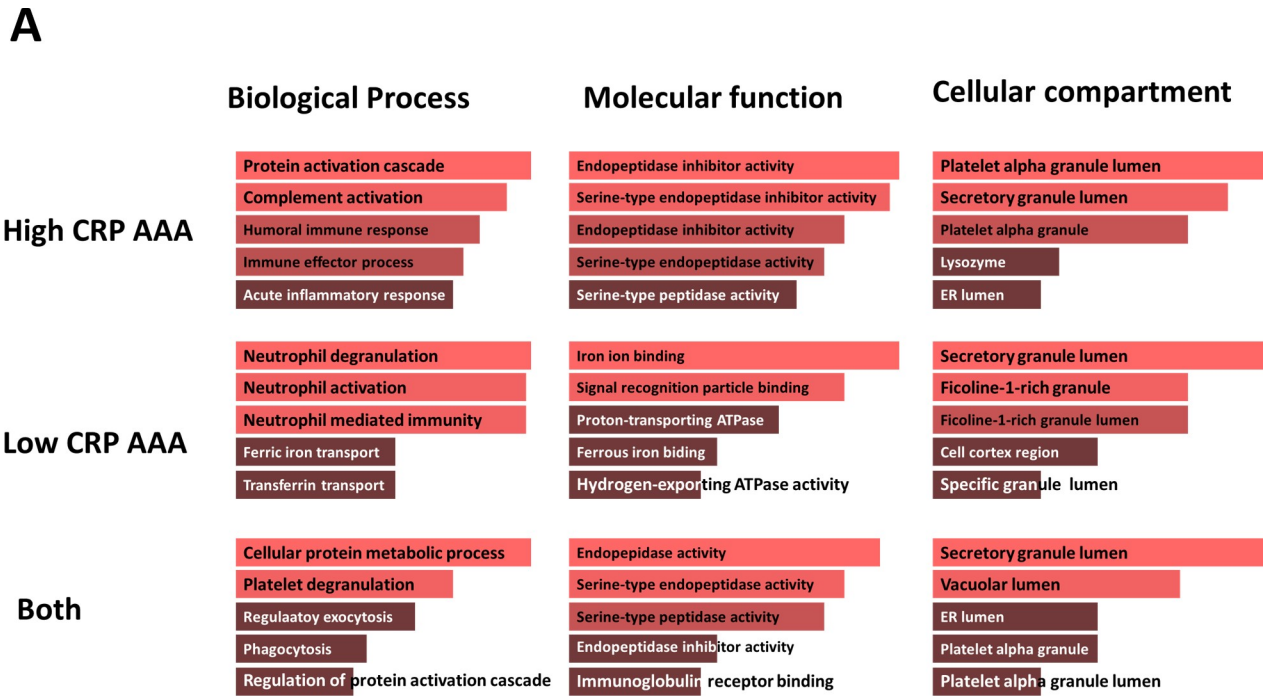 A
Biological Process
Molecular function
Cellular compartment
High CRP AAA
Protein activation cascade
Complement activation
Humoral immune response
Immune effector process
Acute inflammatory response
Endopeptidase inhibitor activity
Serine-type endopeptidase inhibitor activity
Endopeptidase inhibitor activity
Serine-type endopeptidase activity
Serine-type peptidase activity
Platelet alpha granule lumen
Secretory granule lumen
Platelet alpha granule
Lysozyme
ER lumen
Low CRP AAA
Neutrophil degranulation
Neutrophil activation
Neutrophil mediated immunity
Ferric iron transport
Transferrin transport
Iron ion binding
Signal recognition particle binding
Proton-transporting ATPase
Ferrous iron biding
Hydrogen-exporting ATPase activity
Secretory granule lumen
Ficoline-1-rich granule
Ficoline-1-rich granule lumen
Cell cortex region
Specific granule lumen
Both
Cellular protein metabolic process
Platelet degranulation
Regulaatoy exocytosis
Phagocytosis
Regulation of protein activation cascade
Endopepidase activity
Serine-type endopeptidase activity
Serine-type peptidase activity
Endopeptidase inhibitor activity
Immunoglobulin receptor binding
Secretory granule lumen
Vacuolar lumen
ER lumen
Platelet alpha granule
Platelet alpha granule lumen